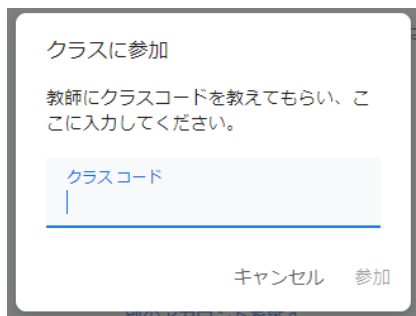 クラスに参加
教師にクラスコードを教えてもらい、こ
こに入力してください。
クラス コード
キャンセル 参加